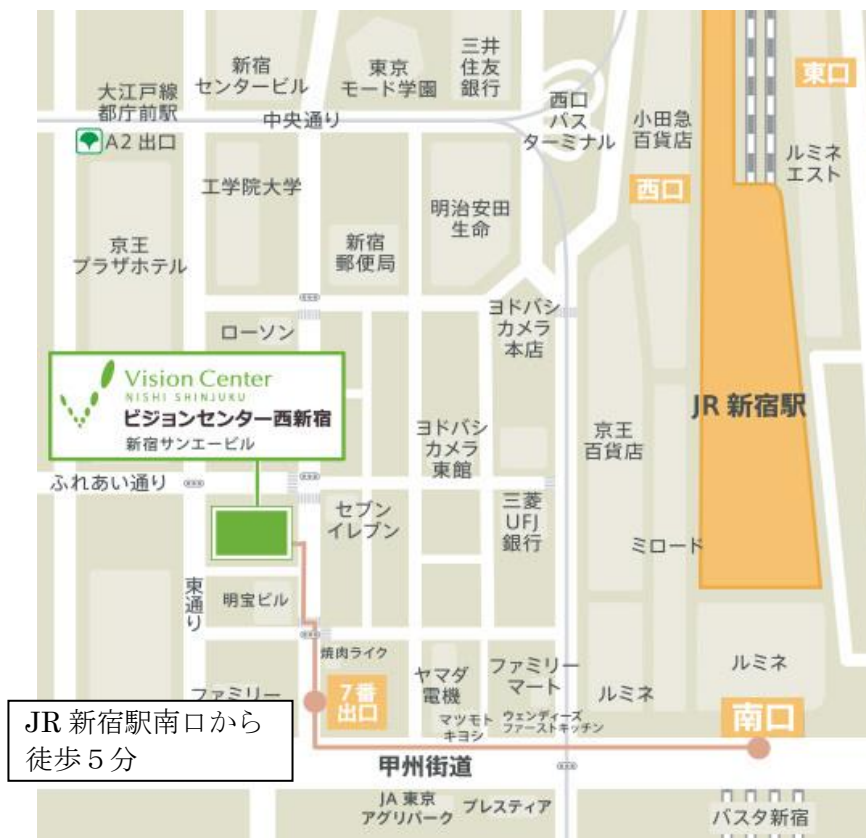 新宿
センタービル
東京
モード学園
三井
住友
銀行
東口
大江戸線
都庁前駅
A2 出口
中央通り
西口
バス
ターミナル
小田急
百貨店
ルミネ
エスト
工学院大学
西口
明治安田
生命
京王
プラザホテル
新宿
郵便局
ローソン
ヨドバシ
カメラ
本店
Vision Center
NISHI SHINJUKU
ビジョンセンター西新宿
新宿サンエービル
JR 新宿駅
ヨドバシ
カメラ
東館
京王
百貨店
ふれあい通り
セブン
イレブン
三菱
UFJ
銀行
ミロード
東通り
明宝ビル
焼肉ライク
ヤマダ
電機
ファミリー
マート
ルミネ
ルミネ
ファミリー
7番
出口
マツモト
キヨシ
ウェンディーズ
ファーストキッチン
南口
JR 新宿駅南口から
徒歩５分
甲州街道
JA 東京
アグリパーク
プレスティア
バスタ新宿